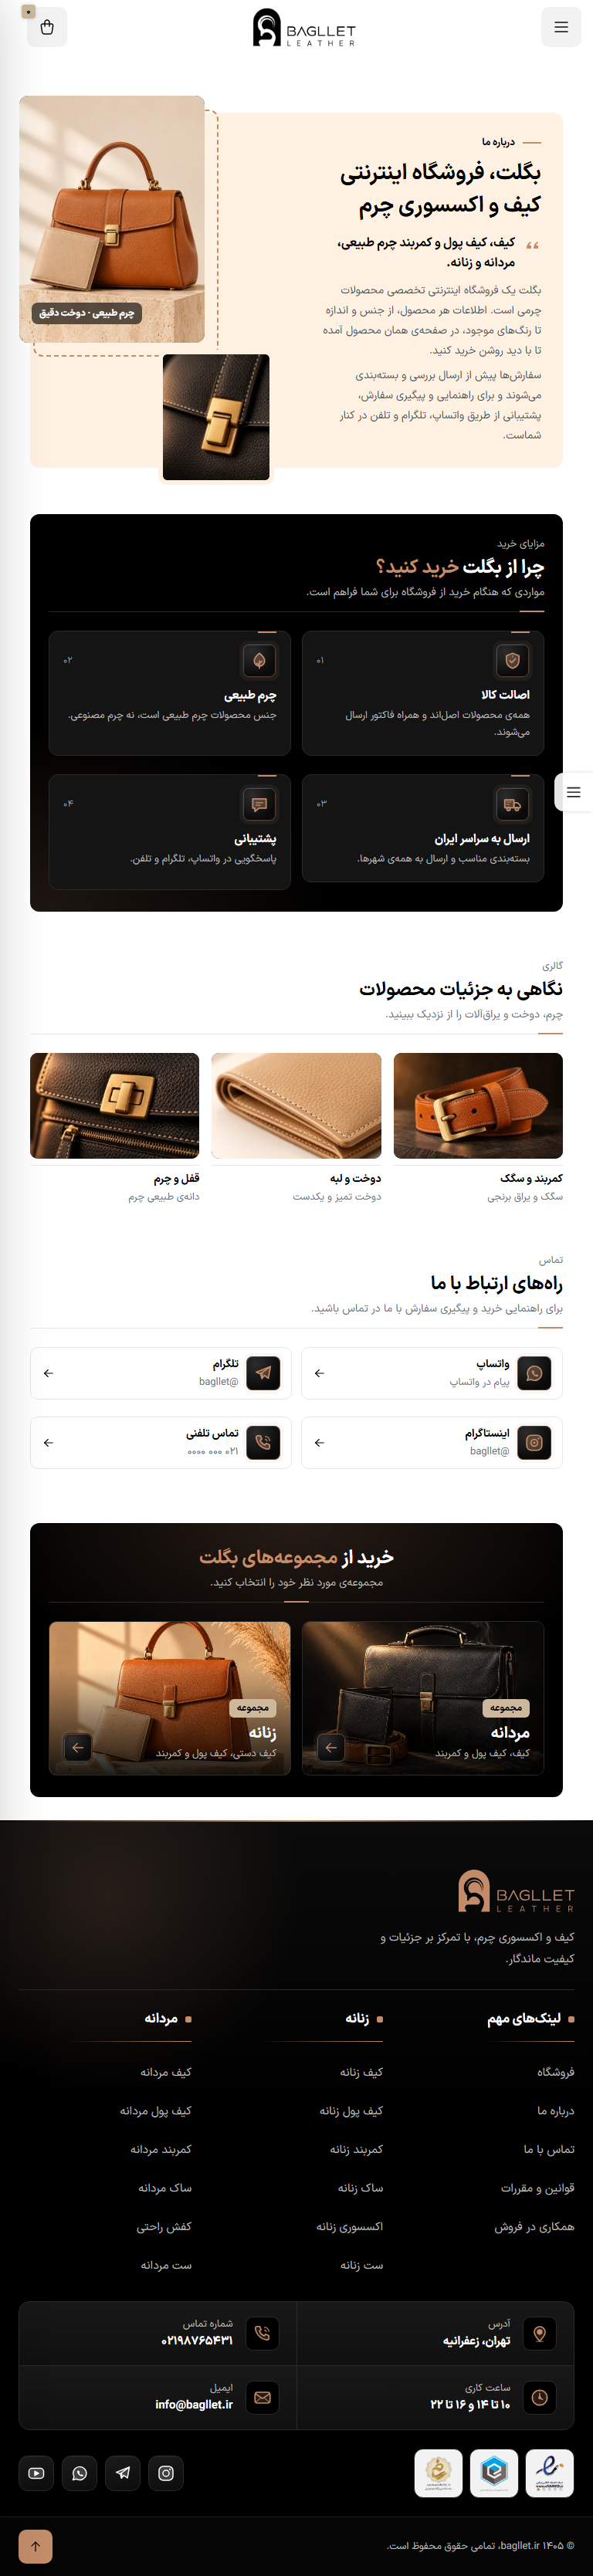 ۰
BAGLLET
LEATHER
درباره ما
بگلت، فروشگاه اینترنتی
کیف و اکسسوری چرم
“
کیف، کیف پول و کمربند چرم طبیعی،
مردانه و زنانه.
بگلت یک فروشگاه اینترنتی تخصصی محصولات
چرمی است. اطلاعات هر محصول، از جنس و اندازه
تا رنگ‌های موجود، در صفحه‌ی همان محصول آمده
تا با دید روشن خرید کنید.
سفارش‌ها پیش از ارسال بررسی و بسته‌بندی
می‌شوند و برای راهنمایی و پیگیری سفارش،
پشتیبانی از طریق واتساپ، تلگرام و تلفن در کنار
شماست.
چرم طبیعی · دوخت دقیق
مزایای خرید
چرا از بگلت خرید کنید؟
مواردی که هنگام خرید از فروشگاه برای شما فراهم است.
۰۱
اصالت کالا
همه‌ی محصولات اصل‌اند و همراه فاکتور ارسال
می‌شوند.
۰۲
چرم طبیعی
جنس محصولات چرم طبیعی است، نه چرم مصنوعی.
۰۳
ارسال به سراسر ایران
بسته‌بندی مناسب و ارسال به همه‌ی شهرها.
۰۴
پشتیبانی
پاسخگویی در واتساپ، تلگرام و تلفن.
گالری
نگاهی به جزئیات محصولات
چرم، دوخت و یراق‌آلات را از نزدیک ببینید.
کمربند و سگک
سگک و یراق برنجی
دوخت و لبه
دوخت تمیز و یکدست
قفل و چرم
دانه‌ی طبیعی چرم
تماس
راه‌های ارتباط با ما
برای راهنمایی خرید و پیگیری سفارش با ما در تماس باشید.
واتساپ
پیام در واتساپ
تلگرام
@bagllet
اینستاگرام
@bagllet
تماس تلفنی
۰۲۱ ۰۰۰ ۰۰۰۰
خرید از مجموعه‌های بگلت
مجموعه‌ی مورد نظر خود را انتخاب کنید.
مجموعه
مردانه
کیف، کیف پول و کمربند
مجموعه
زنانه
کیف دستی، کیف پول و کمربند
BAGLLET
LEATHER
کیف و اکسسوری چرم، با تمرکز بر جزئیات و
کیفیت ماندگار.
لینک‌های مهم
فروشگاه
درباره ما
تماس با ما
قوانین و مقررات
همکاری در فروش
زنانه
کیف زنانه
کیف پول زنانه
کمربند زنانه
ساک زنانه
اکسسوری زنانه
ست زنانه
مردانه
کیف مردانه
کیف پول مردانه
کمربند مردانه
ساک مردانه
کفش راحتی
ست مردانه
آدرس
تهران، زعفرانیه
شماره تماس
۰۲۱۹۸۷۶۵۴۳۱
ساعت کاری
۱۰ تا ۱۴ و ۱۶ تا ۲۲
ایمیل
info@bagllet.ir
© ۱۴۰۵ bagllet.ir، تمامی حقوق محفوظ است.